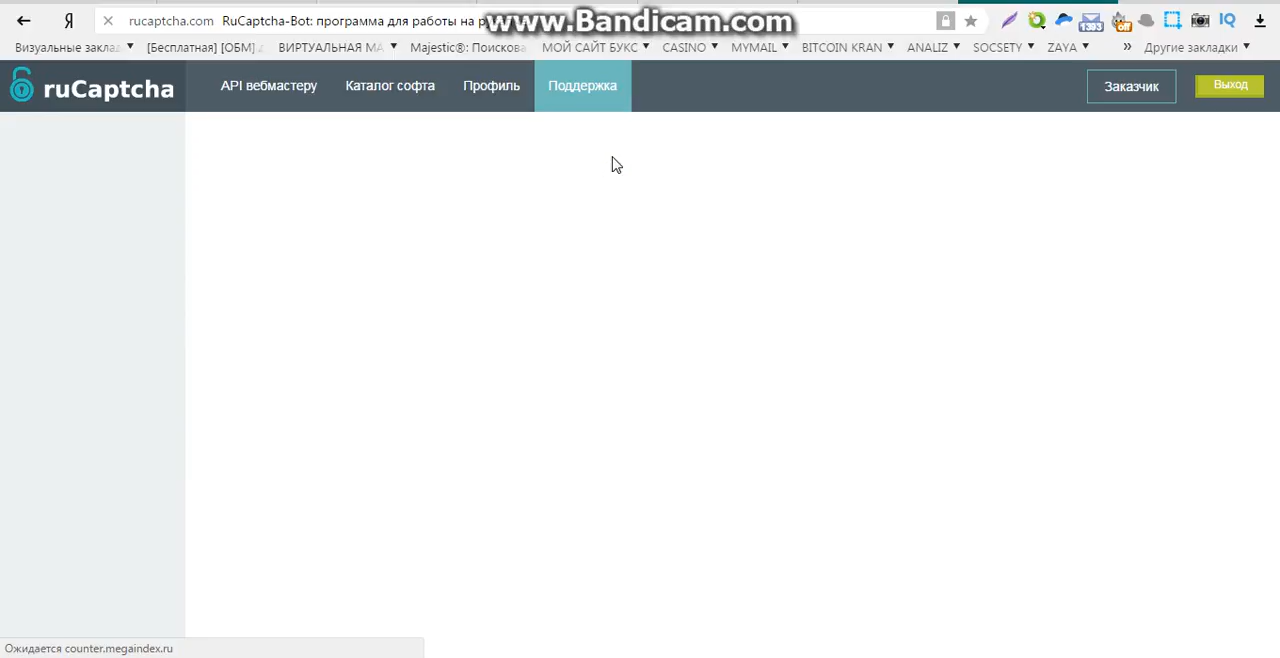 Я rucaptcha.com RuCaptcha-Bot: программа для работы на
www.Bandicam.com
Визуальные заклад [Бесплатная] [ОБМ] ВИРТУАЛЬНАЯ МА Majestic®: Поискова МОЙ САЙТ БУКС CASINO MYMAIL BITCOIN KRAN ANALIZ SOCSETY ZAYA » Другие закладки
ruCaptcha API вебмастеру Каталог софта Профиль Поддержка Заказчик Выход
Ожидается counter.megaindex.ru